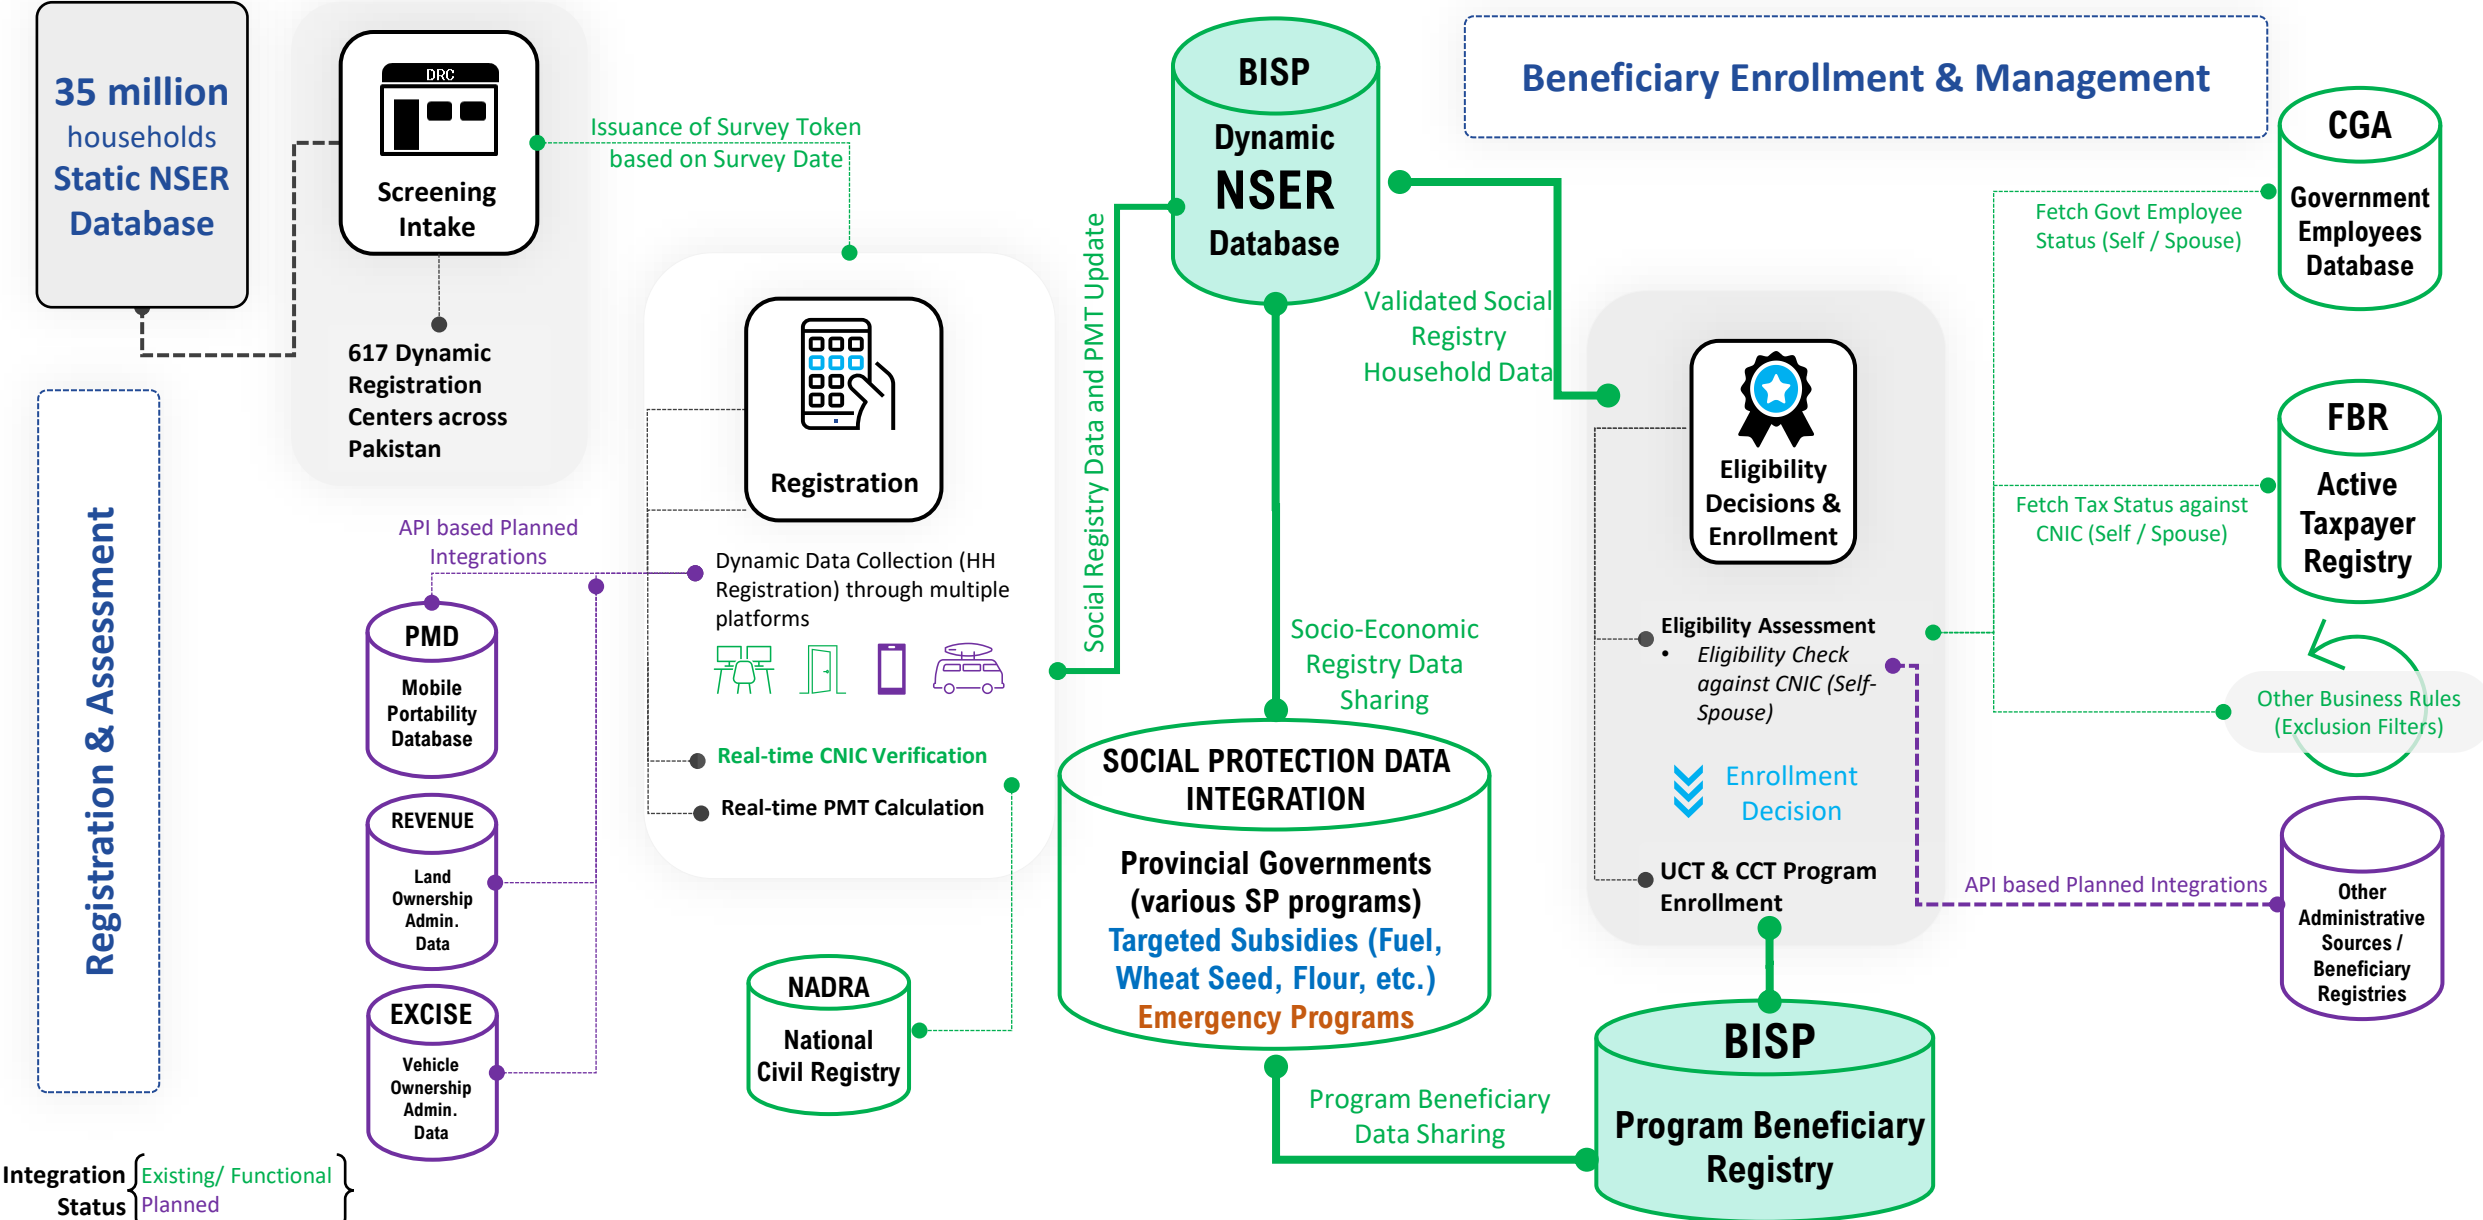 35 million
households
Static NSER
Database
DRC
Screening
Intake
617 Dynamic
Registration
Centers across
Pakistan
Issuance of Survey Token
based on Survey Date
Registration & Assessment
Registration
API based Planned
Integrations
Dynamic Data Collection (HH
Registration) through multiple
platforms
Real-time CNIC Verification
Real-time PMT Calculation
PMD
Mobile
Portability
Database
REVENUE
Land
Ownership
Admin.
Data
EXCISE
Vehicle
Ownership
Admin.
Data
NADRA
National
Civil Registry
Integration
Status
Existing/ Functional
Planned
Social Registry Data and PMT Update
BISP
Dynamic
NSER
Database
Validated Social
Registry
Household Data
Socio-Economic
Registry Data
Sharing
SOCIAL PROTECTION DATA
INTEGRATION
Provincial Governments
(various SP programs)
Targeted Subsidies (Fuel,
Wheat Seed, Flour, etc.)
Emergency Programs
Program Beneficiary
Data Sharing
BISP
Program Beneficiary
Registry
Beneficiary Enrollment & Management
Eligibility
Decisions &
Enrollment
Eligibility Assessment
• Eligibility Check
against CNIC (Self-
Spouse)
Enrollment
Decision
UCT & CCT Program
Enrollment
Fetch Govt Employee
Status (Self / Spouse)
CGA
Government
Employees
Database
Fetch Tax Status against
CNIC (Self / Spouse)
FBR
Active
Taxpayer
Registry
Other Business Rules
(Exclusion Filters)
API based Planned Integrations
Other
Administrative
Sources /
Beneficiary
Registries